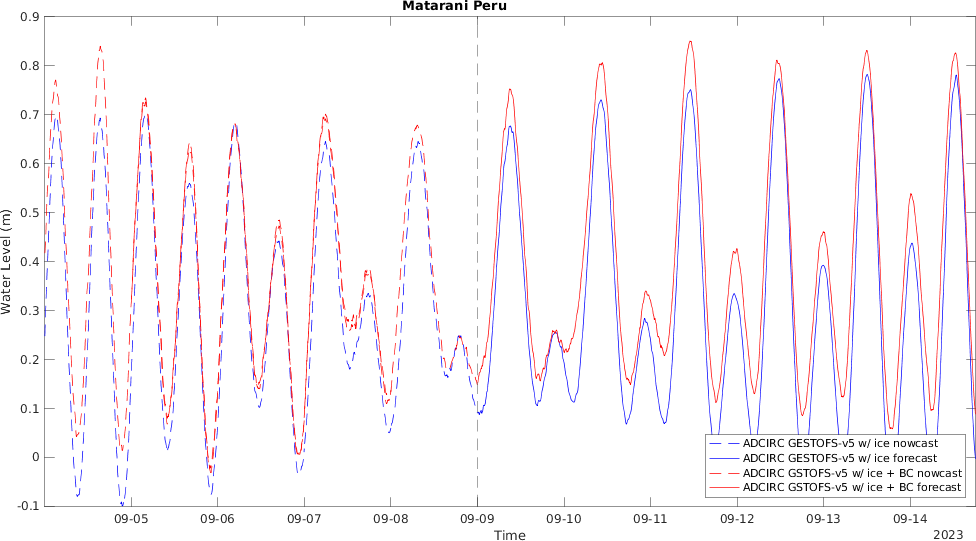 Matarani Peru
0.9
0.8
0.7
0.6
0.5
0.4
0.3
0.2
0.1
0
-0.1
Water Level (m)
09-05 09-06 09-07 09-08 09-09 09-10 09-11 09-12 09-13 09-14
Time
2023
ADCIRC GESTOFS-v5 w/ ice nowcast
ADCIRC GESTOFS-v5 w/ ice forecast
ADCIRC GSTOFS-v5 w/ ice + BC nowcast
ADCIRC GSTOFS-v5 w/ ice + BC forecast